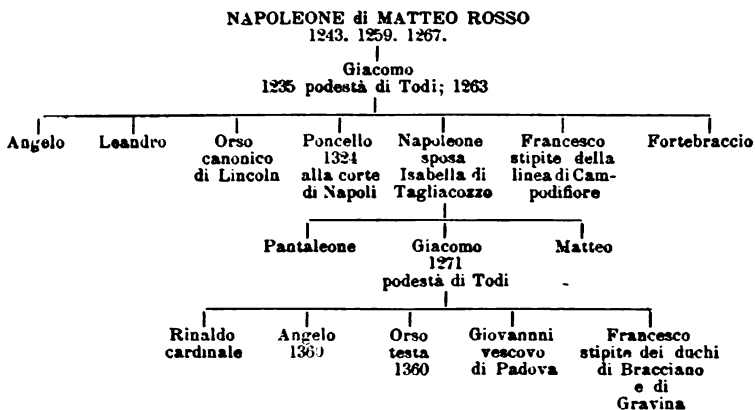 NAPOLEONE di MATTEO ROSSO
1243. 1259. 1267.
Giacomo
1235 podestà di Todi; 1263
Angelo
Leandro
Orso
canonico
di Lincoln
Poncello
1324
alla corte
di Napoli
Napoleone
sposa
Isabella di
Tagliacozzo
Francesco
stipite della
linea di Cam-
podifiore
Fortebraccio
Pantaleone
Giacomo
1271
podestà di Todi
Matteo
Rinaldo
cardinale
Angelo
1360
Orso
testa
1360
Giovannni
vescovo
di Padova
Francesco
stipite dei duchi
di Bracciano
e di
Gravina